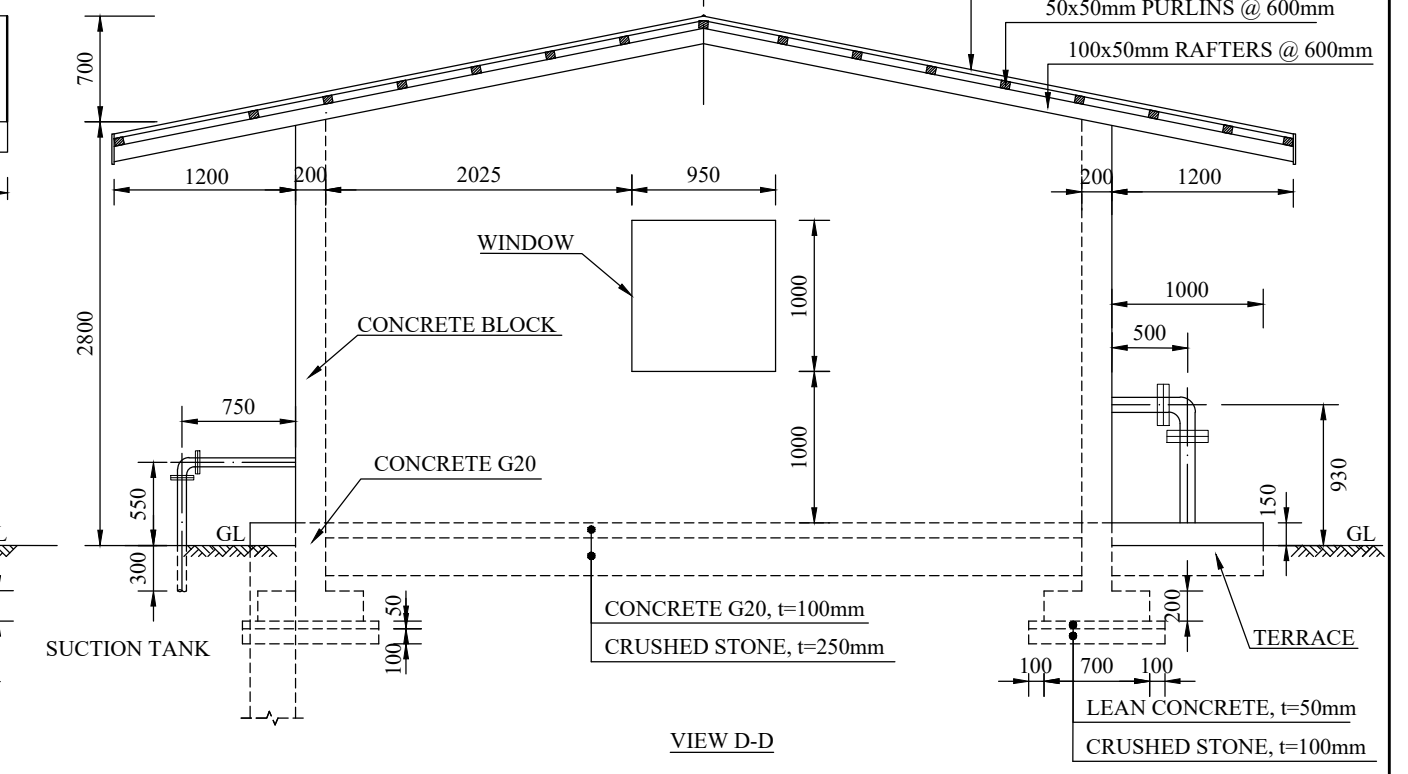 50x50mm PURLINS @ 600mm
100x50mm RAFTERS @ 600mm
700
1200
200
2025
950
200
1200
WINDOW
1000
1000
500
2800
CONCRETE BLOCK
750
CONCRETE G20
1000
930
550
150
GL
GL
300
50
100
CONCRETE G20, t=100mm
CRUSHED STONE, t=250mm
200
TERRACE
SUCTION TANK
100
700
100
LEAN CONCRETE, t=50mm
CRUSHED STONE, t=100mm
VIEW D-D